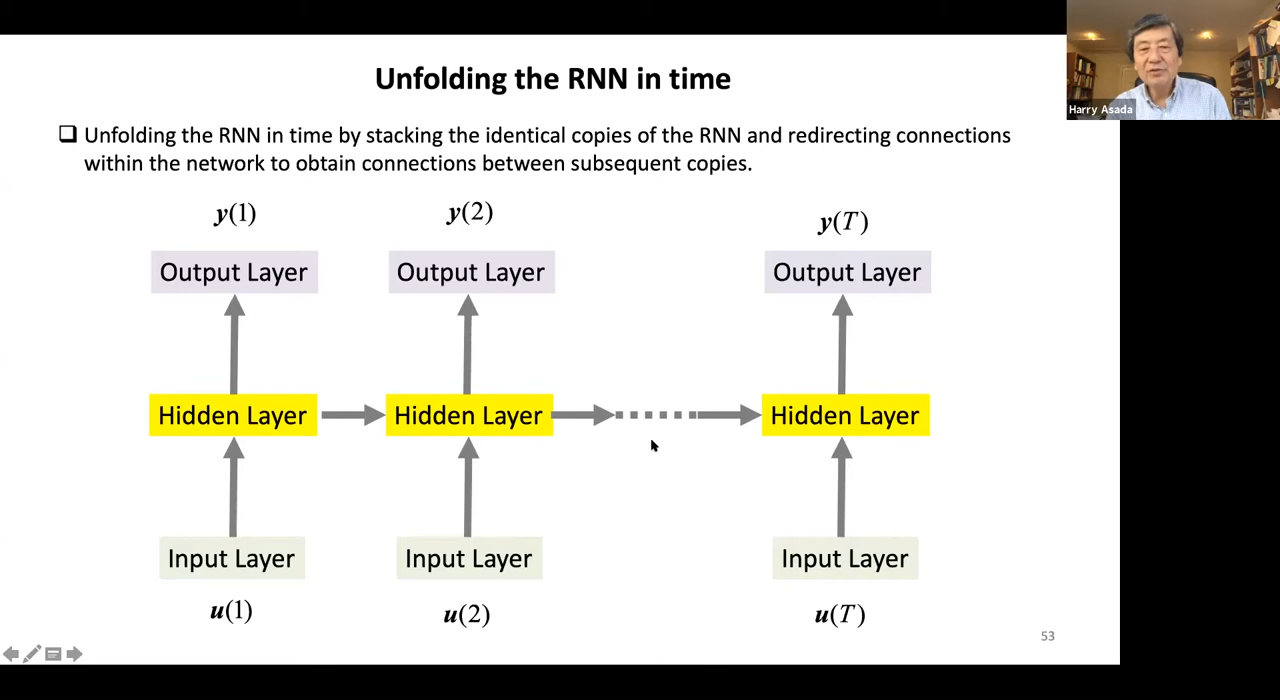 Unfolding the RNN in time
Harry Asada
Unfolding the RNN in time by stacking the identical copies of the RNN and redirecting connections
within the network to obtain connections between subsequent copies.
y(1) y(2) y(T)
Output Layer Output Layer Output Layer
Hidden Layer Hidden Layer Hidden Layer
Input Layer Input Layer Input Layer
u(1) u(2) u(T)
53